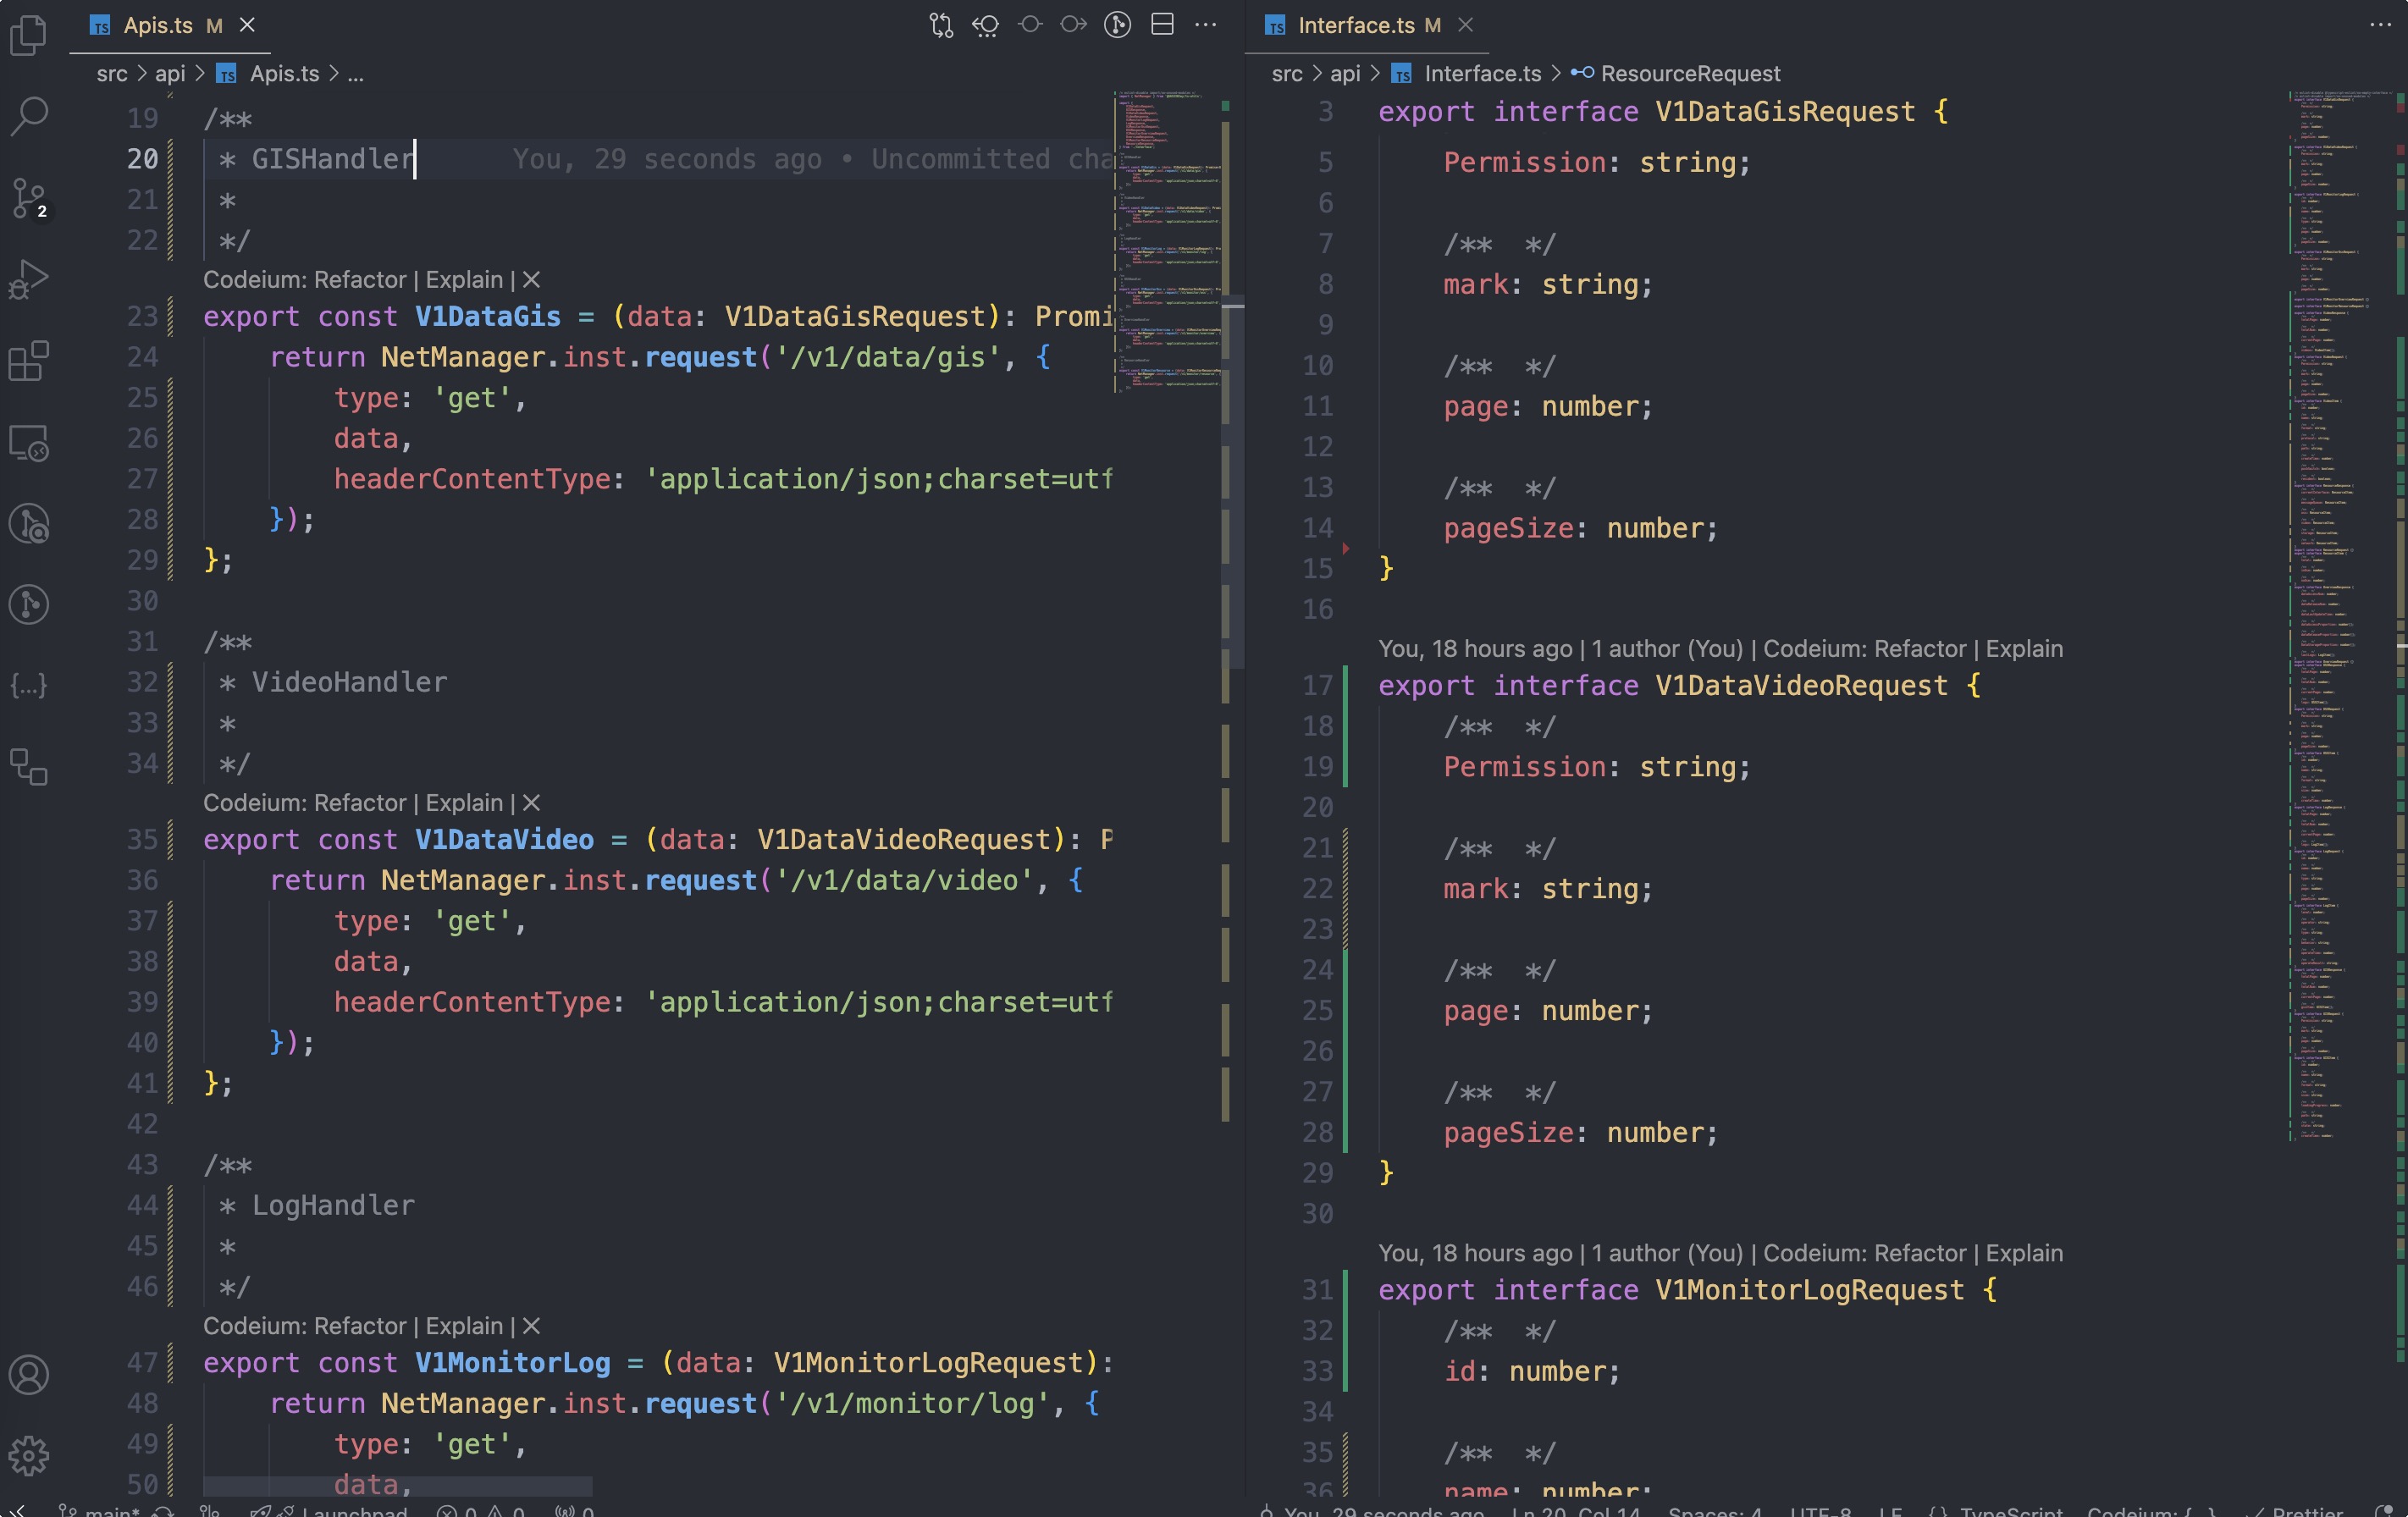 Apis.ts M
src > api > TS Apis.ts > ...
19 /**
20 * GISHandler You, 29 seconds ago • Uncommitted cha
21 *
22 */
Codeium: Refactor | Explain | X
23 export const V1DataGis = (data: V1DataGisRequest): Promi
24 return NetManager.inst.request('/v1/data/gis', {
25 type: 'get',
26 data,
27 headerContentType: 'application/json;charset=utf
28 });
29 };
30
31 /**
32 * VideoHandler
33 *
34 */
Codeium: Refactor | Explain | X
35 export const V1DataVideo = (data: V1DataVideoRequest): P
36 return NetManager.inst.request('/v1/data/video', {
37 type: 'get',
38 data,
39 headerContentType: 'application/json;charset=utf
40 });
41 };
42
43 /**
44 * LogHandler
45 *
46 */
Codeium: Refactor | Explain | X
47 export const V1MonitorLog = (data: V1MonitorLogRequest):
48 return NetManager.inst.request('/v1/monitor/log', {
49 type: 'get',
50 data,
TS Interface.ts M
src > api > TS Interface.ts > ResourceRequest
3 export interface V1DataGisRequest {
5 Permission: string;
6
7 /** */
8 mark: string;
9
10 /** */
11 page: number;
12
13 /** */
14 pageSize: number;
15 }
16
You, 18 hours ago | 1 author (You) | Codeium: Refactor | Explain
17 export interface V1DataVideoRequest {
18 /** */
19 Permission: string;
20
21 /** */
22 mark: string;
23
24 /** */
25 page: number;
26
27 /** */
28 pageSize: number;
29 }
30
You, 18 hours ago | 1 author (You) | Codeium: Refactor | Explain
31 export interface V1MonitorLogRequest {
32 /** */
33 id: number;
34
35 /** */
36 name: number;
2
main* Launchpad 0 0 0 You, 29 seconds ago Ln 20, Col 14 Spaces: 4 UTF-8 LF {} TypeScript Codeium: {...} Prettier